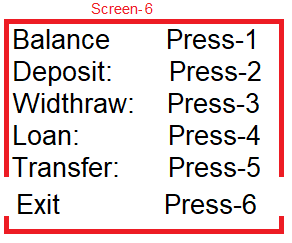 Screen-6
Balance Press-1
Deposit: Press-2
Widthraw: Press-3
Loan: Press-4
Transfer: Press-5
Exit Press-6